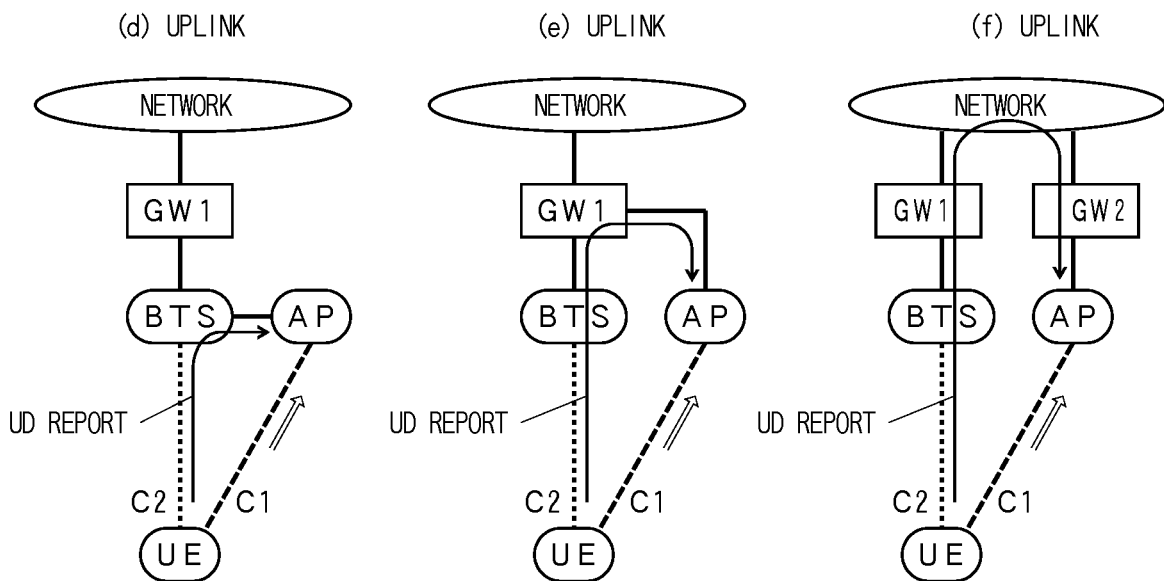 (d) UPLINK
NETWORK
GW1
BTS
AP
UD REPORT
C2
C1
UE
(e) UPLINK
NETWORK
GW1
BTS
AP
UD REPORT
C2
C1
UE
(f) UPLINK
NETWORK
GW1
GW2
BTS
AP
UD REPORT
C2
C1
UE